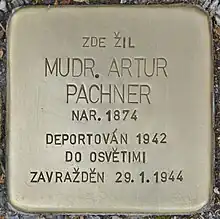 ZDE ŽIL
MUDR. ARTUR
PACHNER
NAR. 1874
DEPORTOVÁN 1942
DO OSVĚTIMI
ZAVRAŽDĚN 29.1.1944